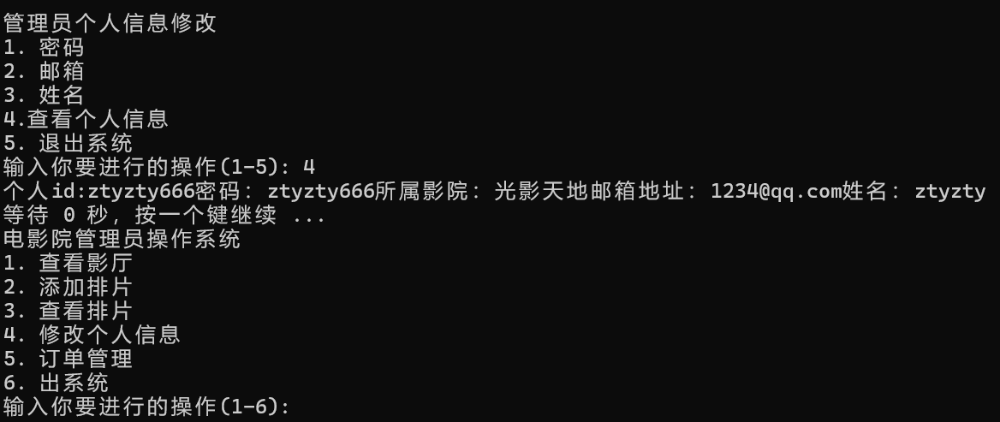 管理员个人信息修改
1. 密码
2. 邮箱
3. 姓名
4.查看个人信息
5. 退出系统
输入你要进行的操作(1-5): 4
个人id:ztyzty666密码: ztyzty666所属影院: 光影天地邮箱地址: 1234@qq.com姓名: ztyzty
等待 0 秒, 按一个键继续 ...
电影院管理员操作系统
1. 查看影厅
2. 添加排片
3. 查看排片
4. 修改个人信息
5. 订单管理
6. 出系统
输入你要进行的操作(1-6):